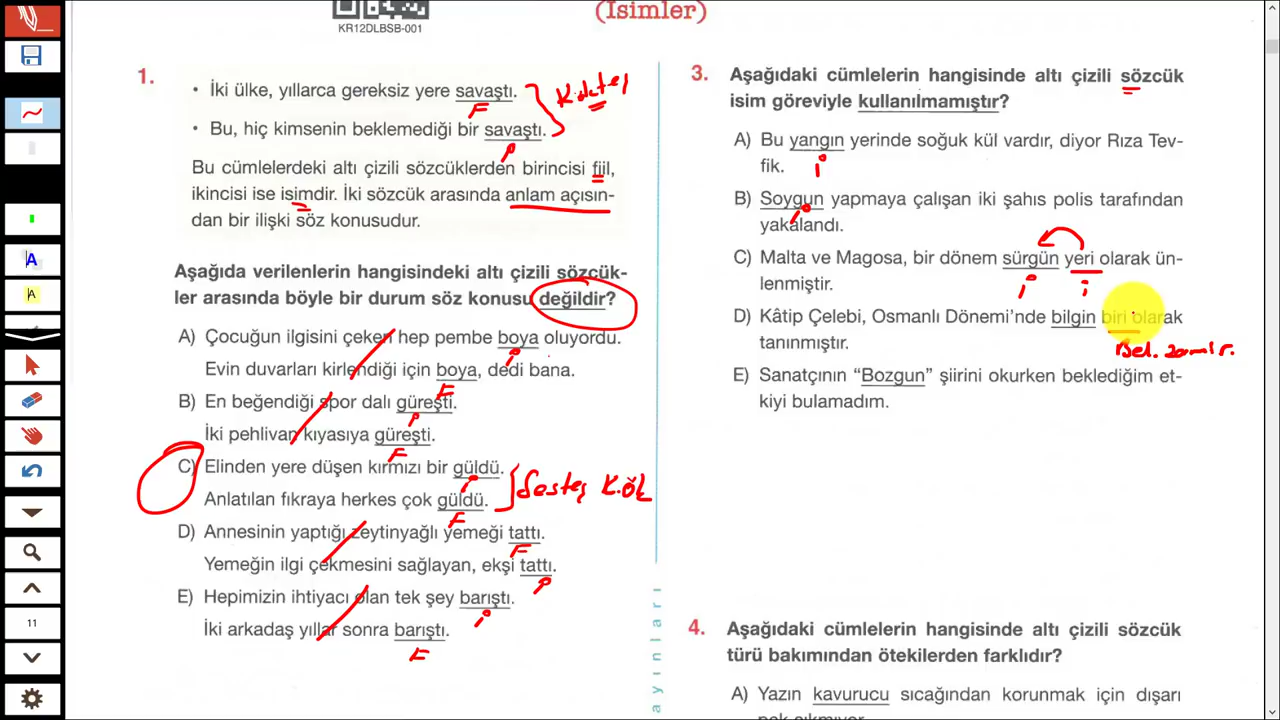 KR12DLBSB-001
(İsimler)
1.
• İki ülke, yıllarca gereksiz yere savaştı.
F
• Bu, hiç kimsenin beklemediği bir savaştı.
Bu cümlelerdeki altı çizili sözcüklerden birincisi fiil,
ikincisi ise isimdir. İki sözcük arasında anlam açısın-
dan bir ilişki söz konusudur.
Aşağıda verilenlerin hangisindeki altı çizili sözcük-
ler arasında böyle bir durum söz konusu değildir?
A) Çocuğun ilgisini çeken hep pembe boya oluyordu.
i
Evin duvarları kirlendiği için boya, dedi bana.
F
B) En beğendiği spor dalı güreşti.
i
İki pehlivan kıyasıya güreşti.
F
C) Elinden yere düşen kırmızı bir güldü.
i
Anlatılan fıkraya herkes çok güldü.
F
Sesteş K.ök
D) Annesinin yaptığı zeytinyağlı yemeği tattı.
F
Yemeğin ilgi çekmesini sağlayan, ekşi tattı.
i
E) Hepimizin ihtiyacı olan tek şey barıştı.
i
İki arkadaş yıllar sonra barıştı.
F
ayınları
3. Aşağıdaki cümlelerin hangisinde altı çizili sözcük
isim göreviyle kullanılmamıştır?
A) Bu yangın yerinde soğuk kül vardır, diyor Rıza Tev-
fik.
i
B) Soygun yapmaya çalışan iki şahıs polis tarafından
i
yakalandı.
C) Malta ve Magosa, bir dönem sürgün yeri olarak ün-
lenmiştir.
i i
D) Kâtip Çelebi, Osmanlı Dönemi'nde bilgin biri olarak
tanınmıştır.
Bel. zamir.
E) Sanatçının "Bozgun" şiirini okurken beklediğim et-
kiyi bulamadım.
4. Aşağıdaki cümlelerin hangisinde altı çizili sözcük
türü bakımından ötekilerden farklıdır?
A) Yazın kavurucu sıcağından korunmak için dışarı
pek çıkmıyor.
11